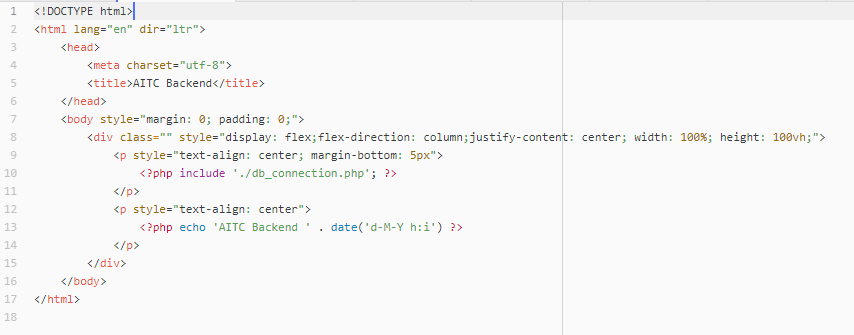 1 <!DOCTYPE html>
2 <html lang="en" dir="ltr">
3     <head>
4         <meta charset="utf-8">
5         <title>AITC Backend</title>
6     </head>
7     <body style="margin: 0; padding: 0;">
8         <div class="" style="display: flex;flex-direction: column;justify-content: center; width: 100%; height: 100vh;">
9             <p style="text-align: center; margin-bottom: 5px">
10                 <?php include './db_connection.php'; ?>
11             </p>
12             <p style="text-align: center">
13                 <?php echo 'AITC Backend ' . date('d-M-Y h:i') ?>
14             </p>
15         </div>
16     </body>
17 </html>
18